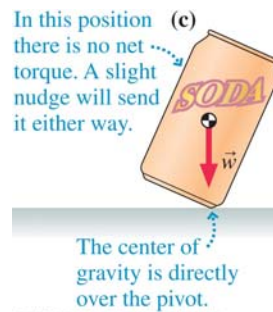 In this position (c)
there is no net
torque. A slight
nudge will send
it either way.
SODA
w
The center of
gravity is directly
over the pivot.